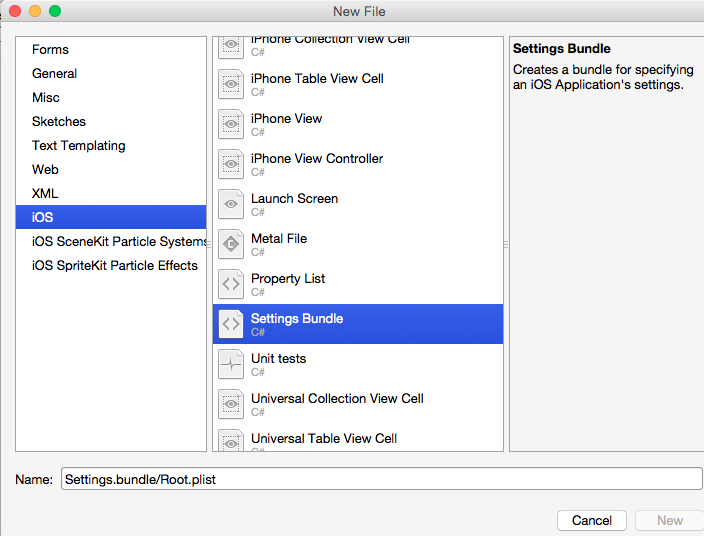 New File
Forms
General
Misc
Sketches
Text Templating
Web
XML
iOS
iOS SceneKit Particle Systems
iOS SpriteKit Particle Effects
iPhone Collection View Cell
C#
iPhone Table View Cell
C#
iPhone View
C#
iPhone View Controller
C#
Launch Screen
C#
Metal File
C#
Property List
C#
Settings Bundle
C#
Unit tests
C#
Universal Collection View Cell
C#
Universal Table View Cell
C#
Settings Bundle
Creates a bundle for specifying
an iOS Application's settings.
Name: Settings.bundle/Root.plist
Cancel New